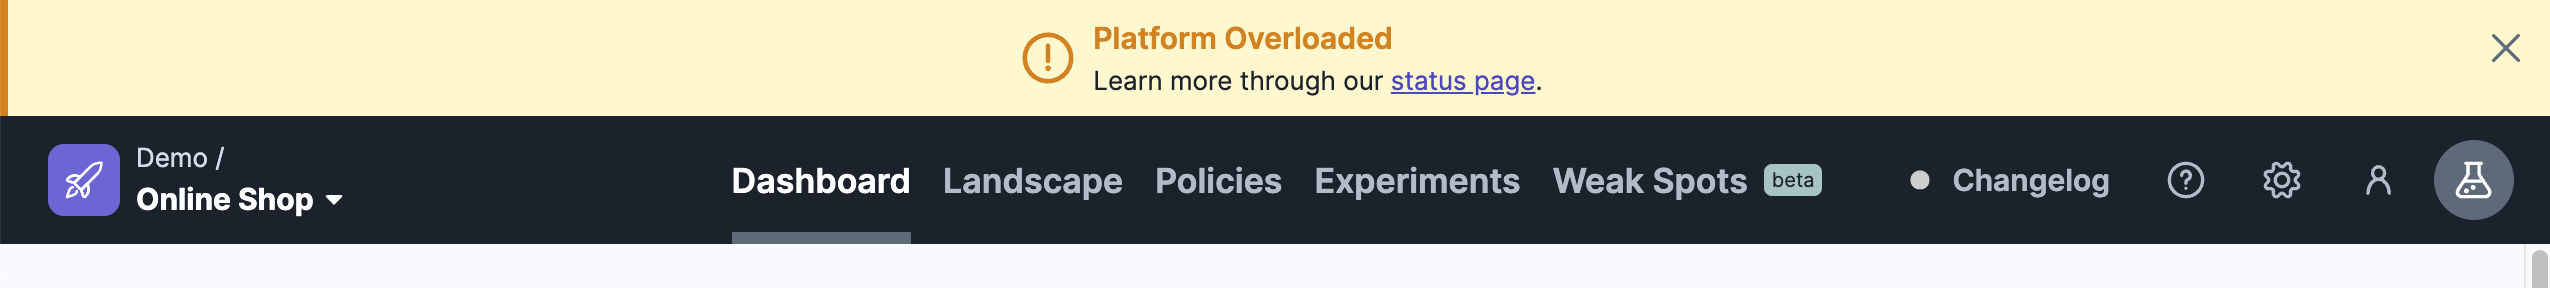 Platform Overloaded
Learn more through our status page.
Demo /
Online Shop
Dashboard Landscape Policies Experiments Weak Spots beta Changelog